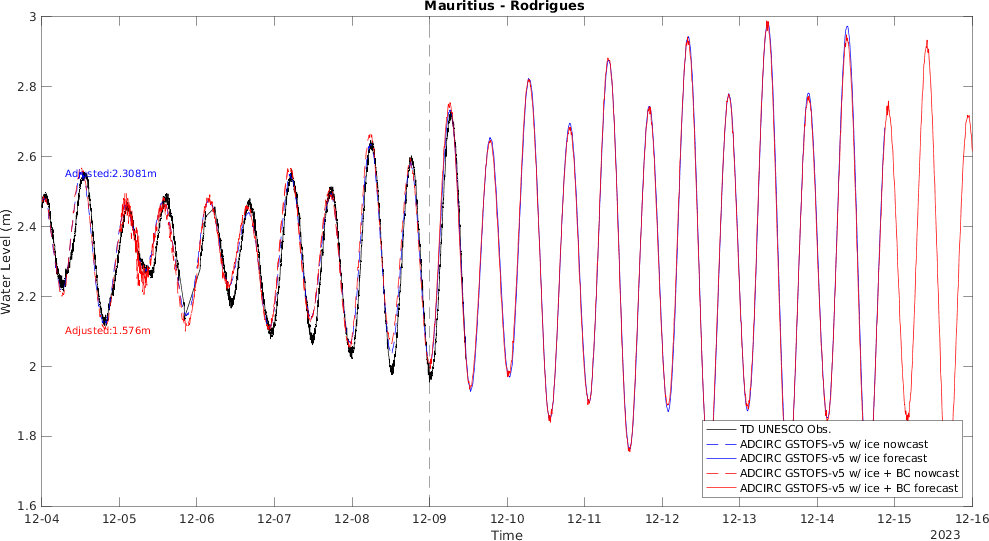 Mauritius - Rodrigues
3
2.8
2.6
2.4
2.2
2
1.8
1.6
Water Level (m)
Adjusted:2.3081m
Adjusted:1.576m
TD UNESCO Obs.
ADCIRC GSTOFS-v5 w/ ice nowcast
ADCIRC GSTOFS-v5 w/ ice forecast
ADCIRC GSTOFS-v5 w/ ice + BC nowcast
ADCIRC GSTOFS-v5 w/ ice + BC forecast
12-04 12-05 12-06 12-07 12-08 12-09 12-10 12-11 12-12 12-13 12-14 12-15 12-16
Time
2023